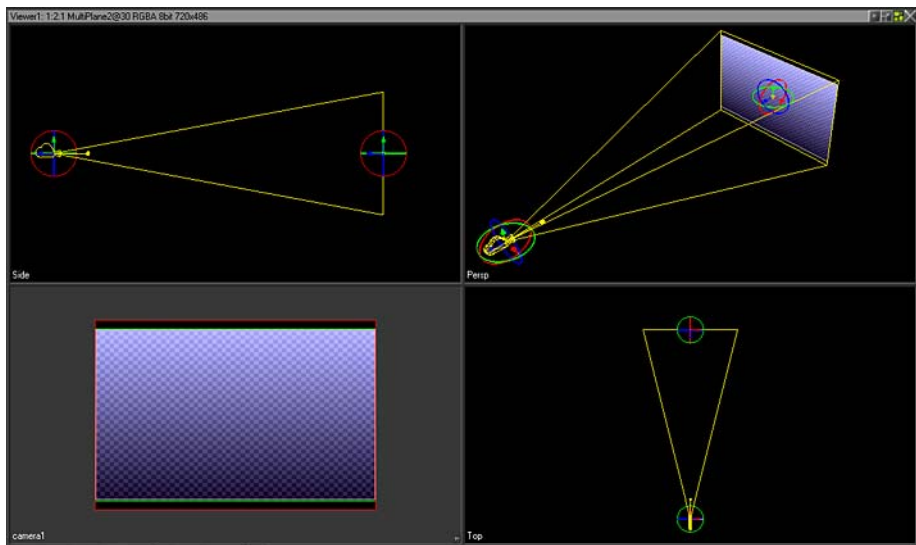 Viewer1: 1:2.1 MultiPlane2@30 RGBA 8bit 720x486
Side
Persp
camera1
Top